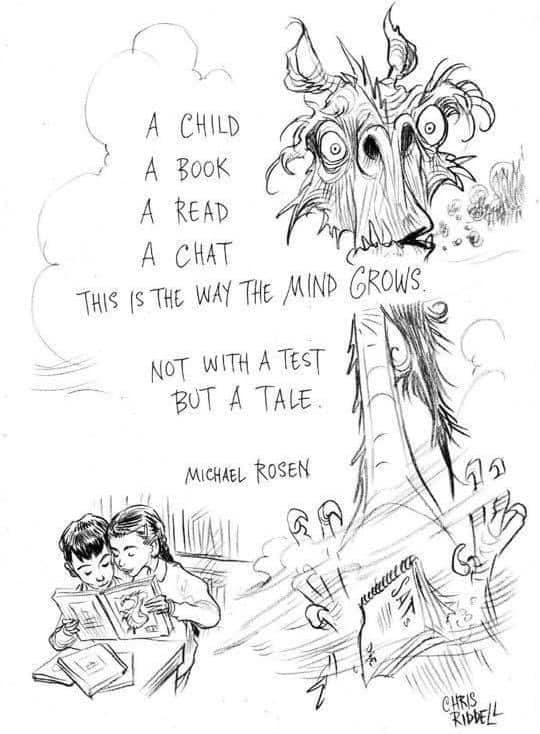 A CHILD
A BOOK
A READ
A CHAT
THIS IS THE WAY THE MIND GROWS.
NOT WITH A TEST
BUT A TALE.
MICHAEL ROSEN
SATs
CHRIS
RIDDELL